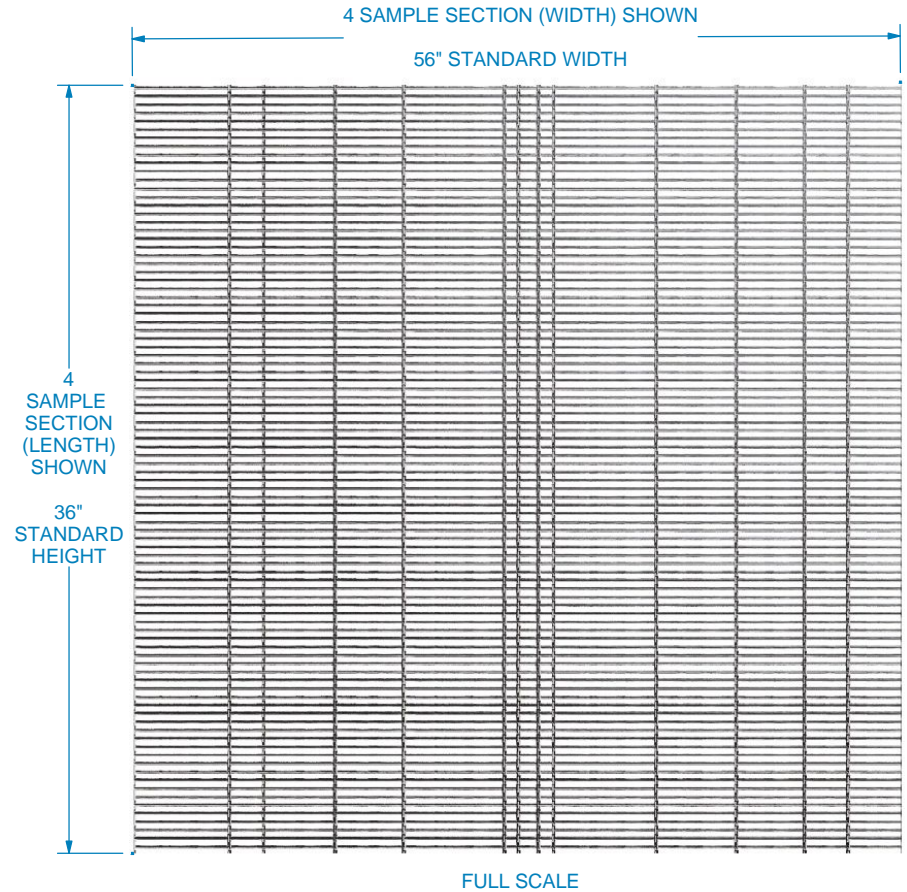 4 SAMPLE SECTION (WIDTH) SHOWN
56" STANDARD WIDTH
4
SAMPLE
SECTION
(LENGTH)
SHOWN
36"
STANDARD
HEIGHT
FULL SCALE